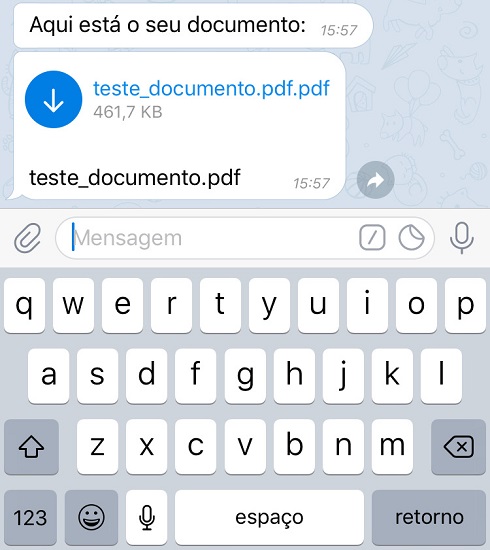 Aqui está o seu documento: 15:57
teste_documento.pdf.pdf
461,7 KB
teste_documento.pdf 15:57
Mensagem
q w e r t y u i o p
a s d f g h j k l
z x c v b n m
123 espaço retorno